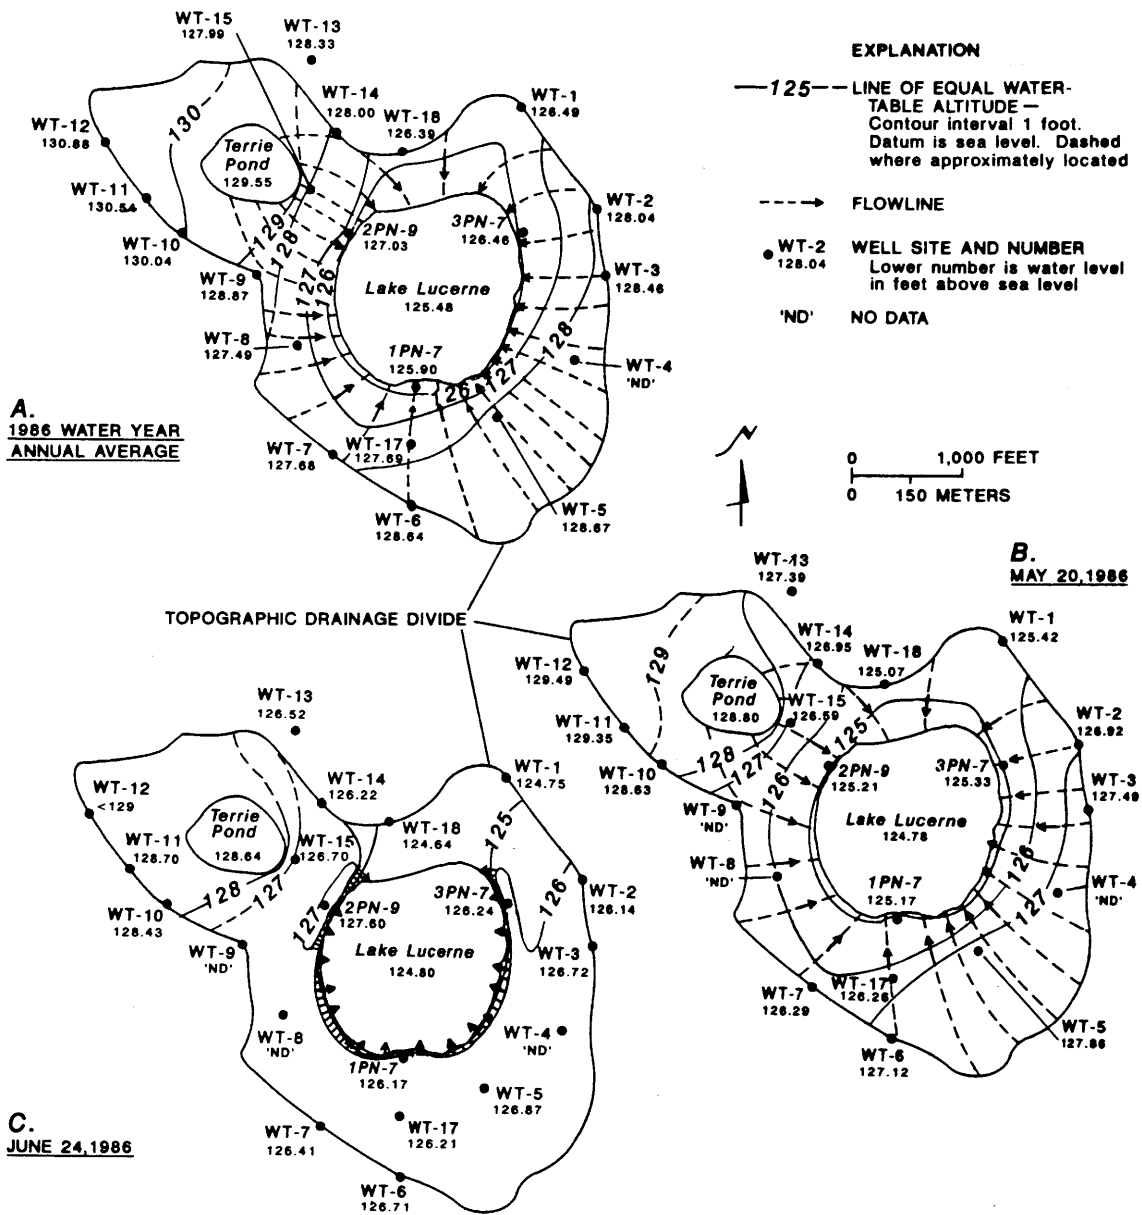 WT-15
127.99
WT-13
128.33
WT-14
128.00
WT-18
126.39
WT-1
126.49
130
WT-12
130.88
Terrie
Pond
129.55
WT-11
130.54
WT-2
128.04
WT-10
130.04
129
128
2PN-9
127.03
3PN-7
126.46
WT-9
128.87
127
126
Lake Lucerne
125.48
WT-3
128.46
WT-8
127.49
1PN-7
125.90
128
127
26
WT-4
'ND'
WT-7
127.68
WT-17
127.69
WT-6
128.64
WT-5
128.67
A.
1986 WATER YEAR
ANNUAL AVERAGE
EXPLANATION
125
LINE OF EQUAL WATER-
TABLE ALTITUDE —
Contour interval 1 foot.
Datum is sea level. Dashed
where approximately located
FLOWLINE
WT-2
128.04
WELL SITE AND NUMBER
Lower number is water level
in feet above sea level
'ND' NO DATA
N
0 1,000 FEET
0 150 METERS
TOPOGRAPHIC DRAINAGE DIVIDE
B.
MAY 20,1986
WT-13
127.39
WT-14
126.95
WT-18
125.07
WT-1
125.42
WT-12
129.49
129
Terrie
Pond
128.80
WT-15
126.59
WT-11
129.35
125
WT-2
126.92
WT-10
128.63
128
127
2PN-9
125.21
3PN-7
125.33
WT-3
127.49
WT-9
'ND'
126
Lake Lucerne
124.78
126
WT-8
'ND'
1PN-7
125.17
127
WT-4
'ND'
WT-7
126.29
WT-17
126.26
WT-5
127.86
WT-6
127.12
WT-13
126.52
WT-1
124.75
WT-12
<129
WT-14
126.22
WT-18
124.64
125
Terrie
Pond
128.64
WT-11
128.70
WT-15
126.70
WT-10
128.43
128
127
127
2PN-9
127.60
3PN-7
126.24
126
WT-2
126.14
WT-9
'ND'
Lake Lucerne
124.80
WT-3
126.72
WT-8
'ND'
WT-4
'ND'
1PN-7
126.17
WT-5
126.87
WT-17
126.21
WT-7
126.41
WT-6
126.71
C.
JUNE 24,1986